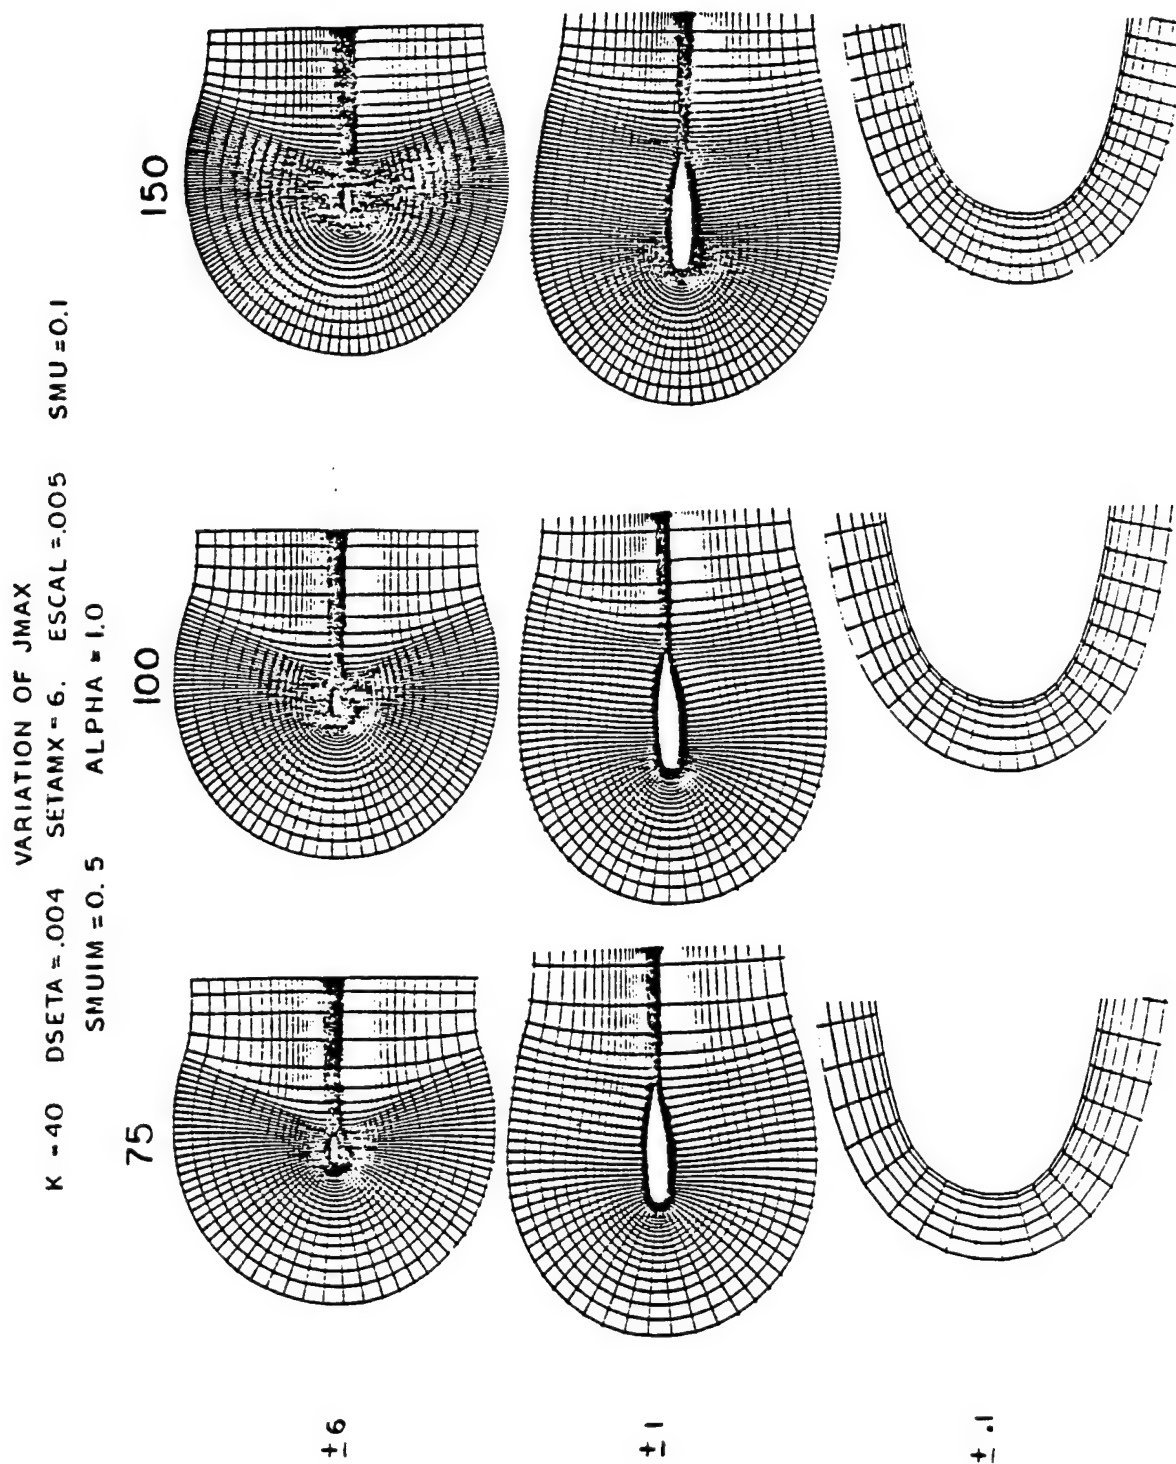 VARIATION OF JMAX
K = 40 DSETA = .004 SETAMX = 6. ESCAL = .005 SMU = 0.1
SMUIM = 0.5 ALPHA = 1.0
75 100 150
±6
±1
±.1